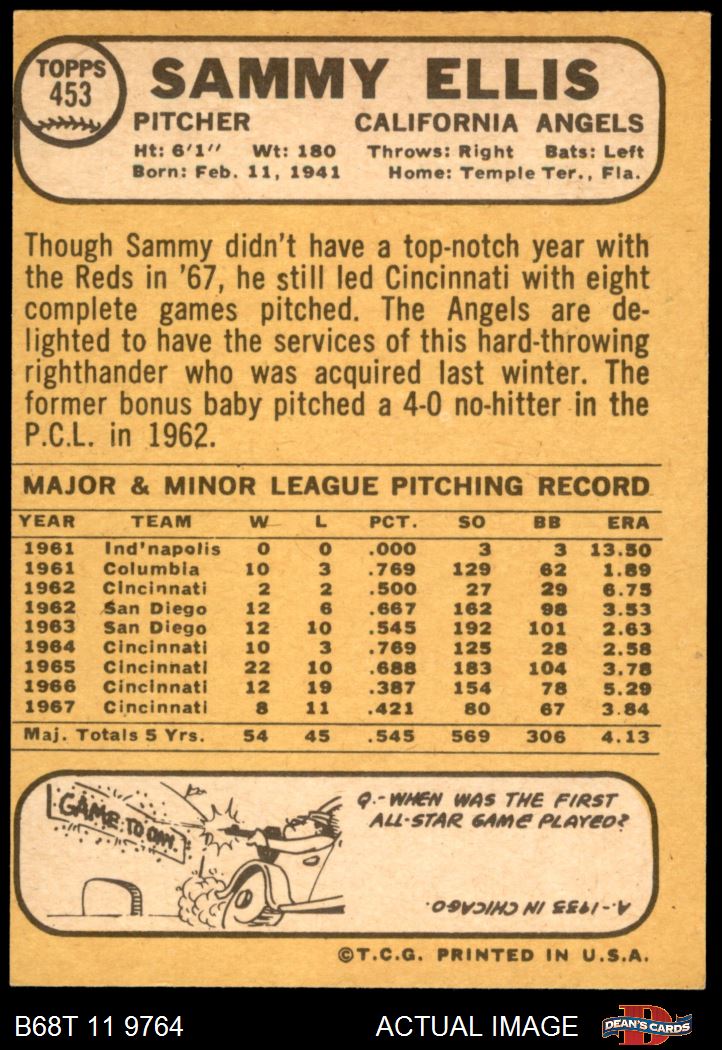 TOPPS
453
SAMMY ELLIS
PITCHER CALIFORNIA ANGELS
Ht: 6'1" Wt: 180 Throws: Right Bats: Left
Born: Feb. 11, 1941 Home: Temple Ter., Fla.
Though Sammy didn't have a top-notch year with
the Reds in '67, he still led Cincinnati with eight
complete games pitched. The Angels are de-
lighted to have the services of this hard-throwing
righthander who was acquired last winter. The
former bonus baby pitched a 4-0 no-hitter in the
P.C.L. in 1962.
MAJOR & MINOR LEAGUE PITCHING RECORD
YEAR TEAM W L PCT. SO BB ERA
1961 Ind'napolis 0 0 .000 3 3 13.50
1961 Columbia 10 3 .769 129 62 1.89
1962 Cincinnati 2 2 .500 27 29 6.75
1962 San Diego 12 6 .667 162 98 3.53
1963 San Diego 12 10 .545 192 101 2.63
1964 Cincinnati 10 3 .769 125 28 2.58
1965 Cincinnati 22 10 .688 183 104 3.78
1966 Cincinnati 12 19 .387 154 78 5.29
1967 Cincinnati 8 11 .421 80 67 3.84
Maj. Totals 5 Yrs. 54 45 .545 569 306 4.13
GAME TO DAY
Q.-WHEN WAS THE FIRST
ALL-STAR GAME PLAYED?
A-1933 IN CHICAGO.
©T.C.G. PRINTED IN U.S.A.
B68T 11 9764 ACTUAL IMAGE DEAN'S CARDS